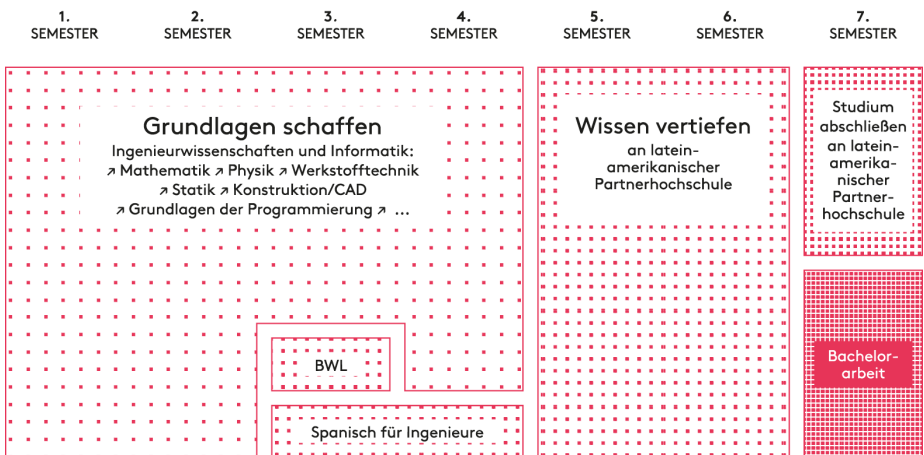 1.
SEMESTER
2.
SEMESTER
3.
SEMESTER
4.
SEMESTER
5.
SEMESTER
6.
SEMESTER
7.
SEMESTER
Grundlagen schaffen
Ingenieurwissenschaften und Informatik:
↗ Mathematik ↗ Physik ↗ Werkstofftechnik
↗ Statik ↗ Konstruktion/CAD
↗ Grundlagen der Programmierung ↗ ...
BWL
Spanisch für Ingenieure
Wissen vertiefen
an latein-
amerikanischer
Partnerhochschule
Studium
abschließen
an latein-
amerika-
nischer
Partner-
hochschule
Bachelor-
arbeit